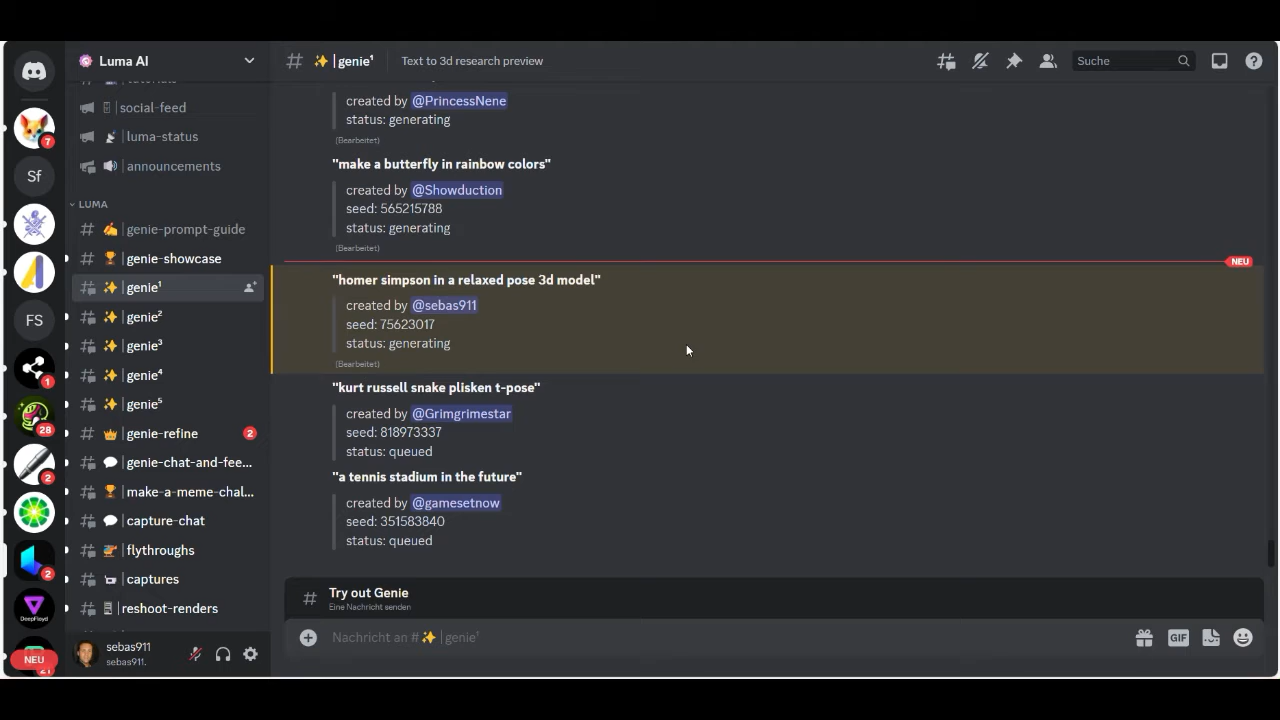 Luma AI
✨ | genie¹
Text to 3d research preview
Suche
social-feed
luma-status
announcements
LUMA
genie-prompt-guide
genie-showcase
genie¹
genie²
genie³
genie⁴
genie⁵
genie-refine
2
genie-chat-and-fee...
make-a-meme-chal...
capture-chat
flythroughs
captures
reshoot-renders
7
Sf
FS
1
28
2
2
DeepFloyd
NEU
sebas911
sebas911.
created by @PrincessNene
status: generating
(Bearbeitet)
"make a butterfly in rainbow colors"
created by @Showduction
seed: 565215788
status: generating
(Bearbeitet)
NEU
"homer simpson in a relaxed pose 3d model"
created by @sebas911
seed: 75623017
status: generating
(Bearbeitet)
"kurt russell snake plisken t-pose"
created by @Grimgrimestar
seed: 818973337
status: queued
"a tennis stadium in the future"
created by @gamesetnow
seed: 351583840
status: queued
Try out Genie
Eine Nachricht senden
Nachricht an #✨ | genie¹
GIF